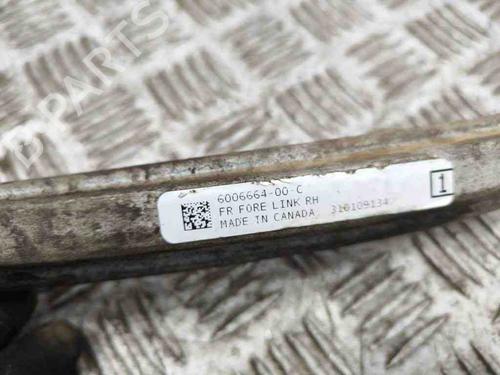 6006664-00-C
FR FORE LINK RH
MADE IN CANADA 310109134
1